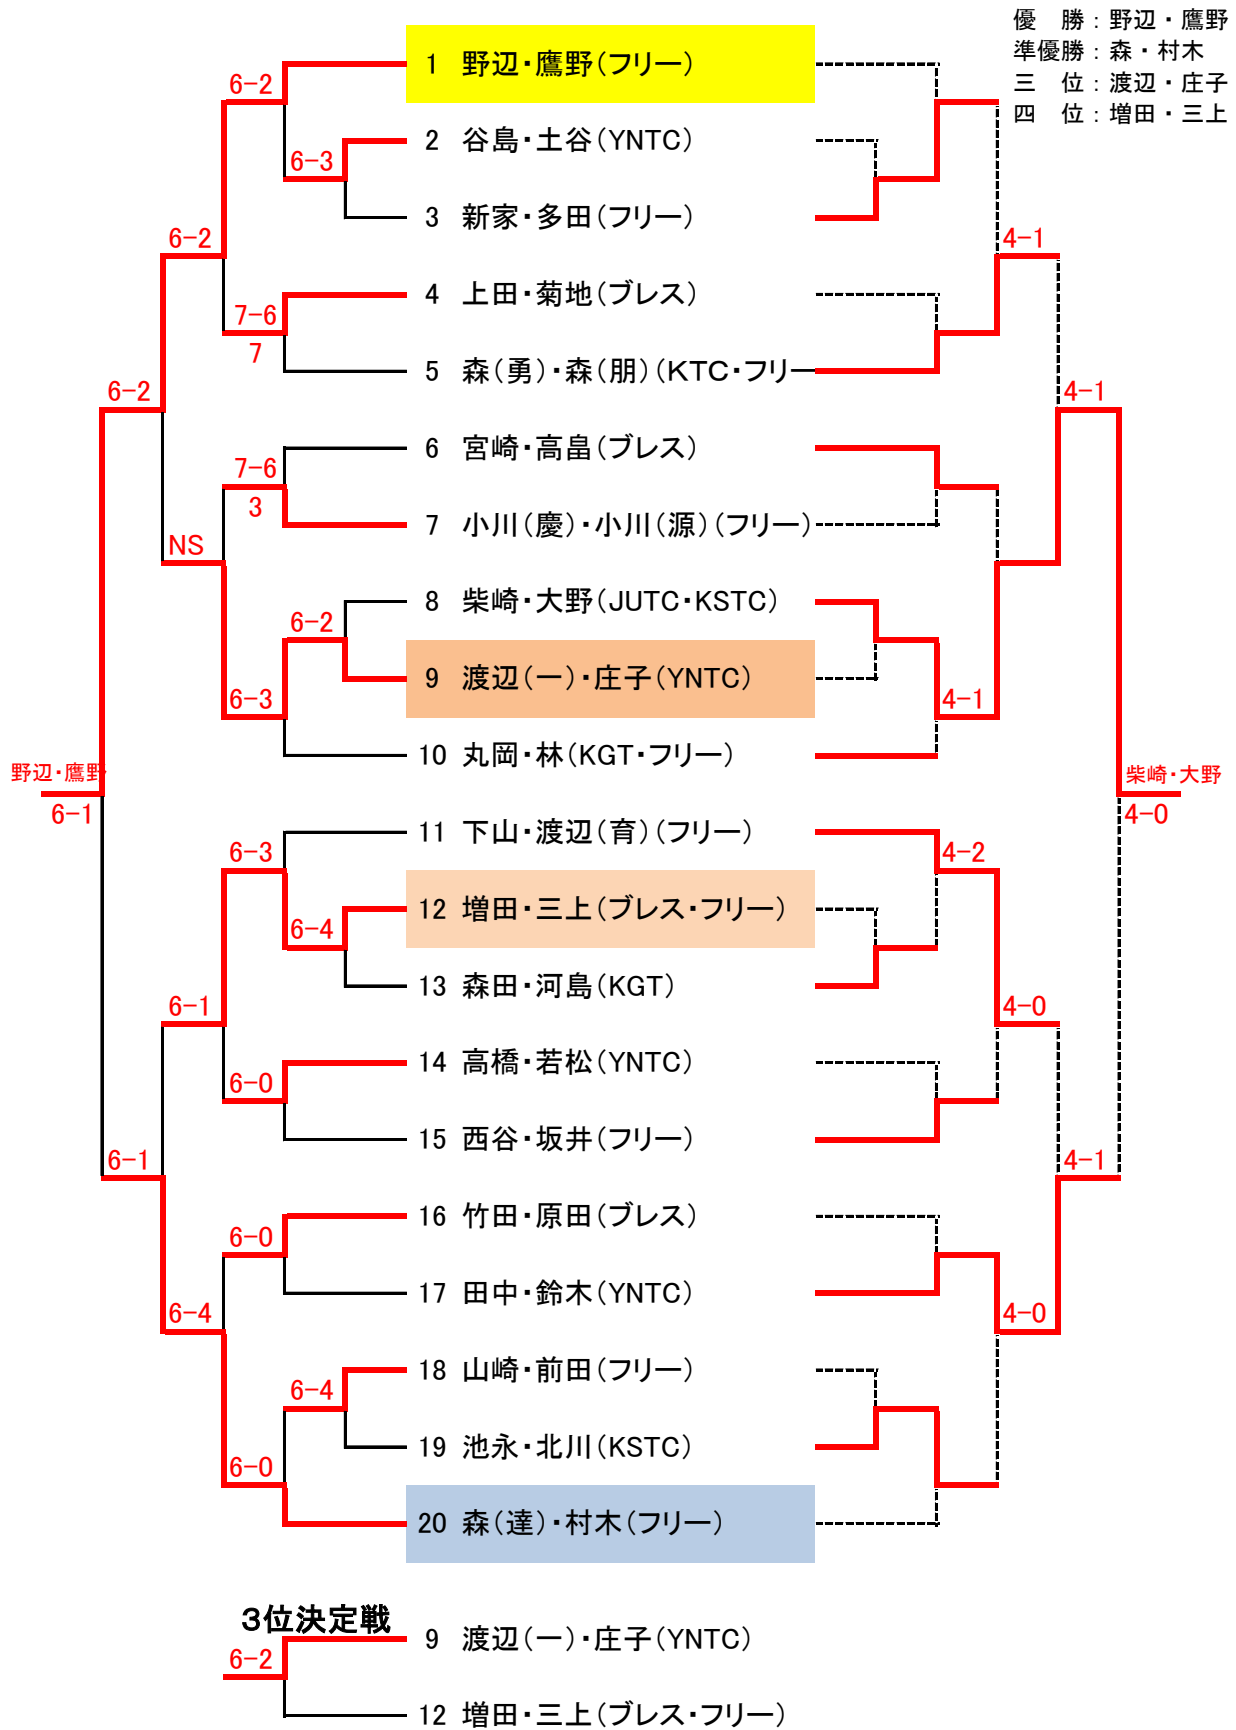 優　勝：野辺・鷹野
準優勝：森・村木
三　位：渡辺・庄子
四　位：増田・三上
1 野辺・鷹野（フリー）
6-2
2 谷島・土谷（YNTC）
6-3
3 新家・多田（フリー）
6-2
4-1
4 上田・菊地（ブレス）
7-6
7
5 森（勇）・森（朋）（KTC・フリー
6-2
4-1
6 宮崎・高畠（ブレス）
7-6
3
7 小川（慶）・小川（源）（フリー）
NS
8 柴崎・大野（JUTC・KSTC）
6-2
9 渡辺（一）・庄子（YNTC）
6-3
4-1
10 丸岡・林（KGT・フリー）
野辺・鷹野
柴崎・大野
6-1
4-0
11 下山・渡辺（育）（フリー）
6-3
4-2
12 増田・三上（ブレス・フリー）
6-4
13 森田・河島（KGT）
6-1
4-0
14 高橋・若松（YNTC）
6-0
15 西谷・坂井（フリー）
6-1
4-1
16 竹田・原田（ブレス）
6-0
17 田中・鈴木（YNTC）
6-4
4-0
18 山崎・前田（フリー）
6-4
19 池永・北川（KSTC）
6-0
20 森（達）・村木（フリー）
3位決定戦
9 渡辺（一）・庄子（YNTC）
6-2
12 増田・三上（ブレス・フリー）